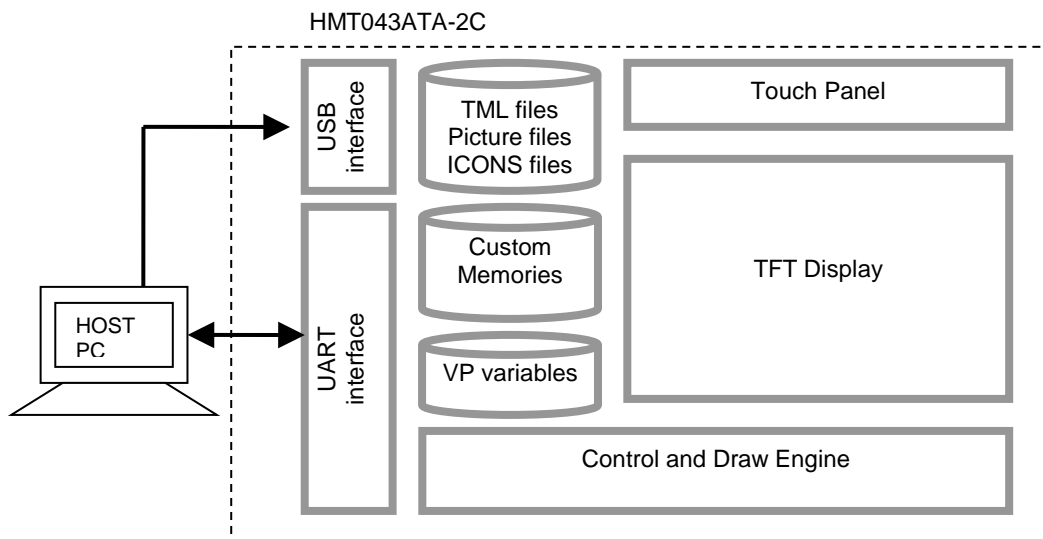 HMT043ATA-2C
USB
interface
TML files
Picture files
ICONS files
Touch Panel
Custom
Memories
TFT Display
HOST
PC
UART
interface
VP variables
Control and Draw Engine